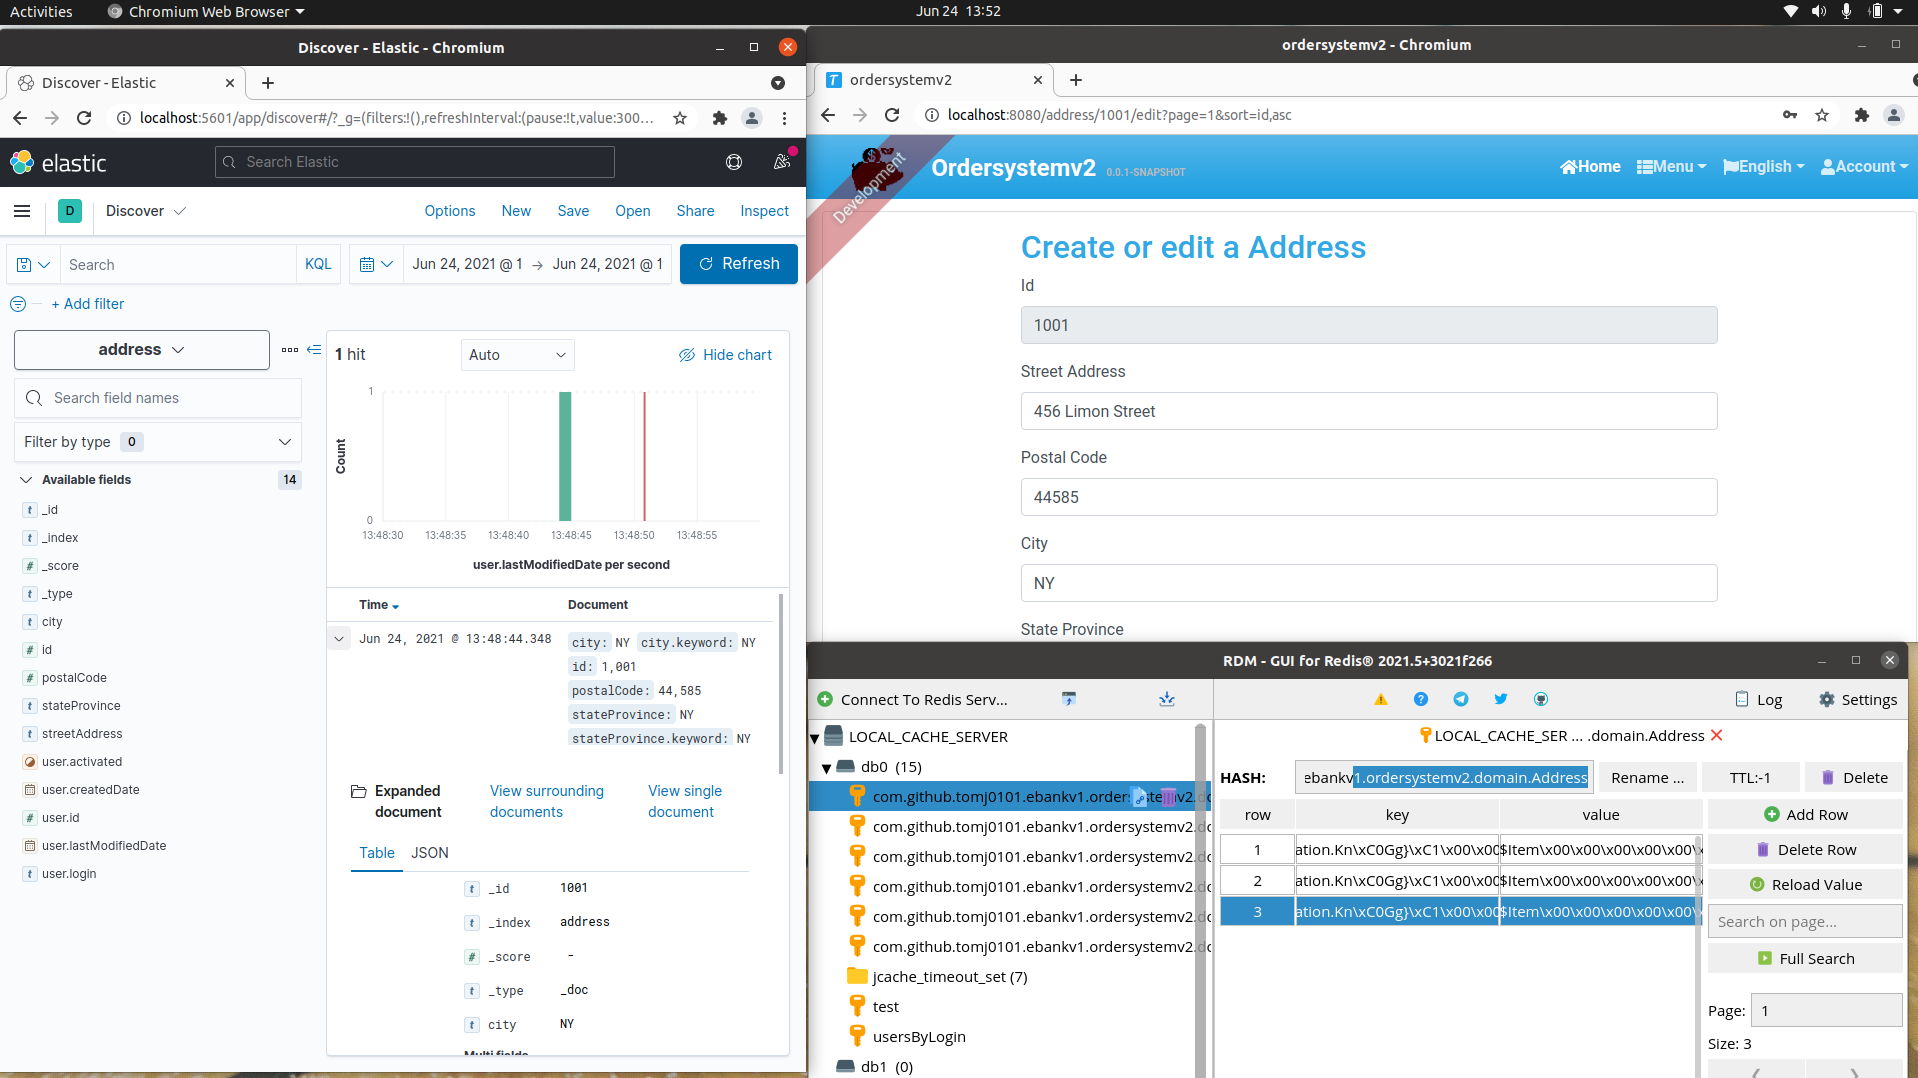 Activities
Chromium Web Browser
Jun 24 13:52
Discover - Elastic - Chromium
Discover - Elastic
localhost:5601/app/discover#/?_g=(filters:!(),refreshInterval:(pause:!t,value:300...
elastic
Search Elastic
D
Discover
Options
New
Save
Open
Share
Inspect
Search
KQL
Jun 24, 2021 @ 1 → Jun 24, 2021 @ 1
Refresh
+ Add filter
address
Search field names
Filter by type 0
Available fields 14
t _id
t _index
# _score
t _type
t city
# id
# postalCode
t stateProvince
t streetAddress
user.activated
user.createdDate
# user.id
user.lastModifiedDate
t user.login
1 hit
Auto
Hide chart
1
Count
0
13:48:30 13:48:35 13:48:40 13:48:45 13:48:50 13:48:55
user.lastModifiedDate per second
Time
Document
Jun 24, 2021 @ 13:48:44.348
city: NY city.keyword: NY
id: 1,001
postalCode: 44,585
stateProvince: NY
stateProvince.keyword: NY
Expanded document
View surrounding documents
View single document
Table
JSON
t _id 1001
t _index address
# _score -
t _type _doc
t city NY
Multi fields
ordersystemv2 - Chromium
ordersystemv2
localhost:8080/address/1001/edit?page=1&sort=id,asc
Development
Ordersystemv2 0.0.1-SNAPSHOT
Home
Menu
English
Account
Create or edit a Address
Id
1001
Street Address
456 Limon Street
Postal Code
44585
City
NY
State Province
RDM - GUI for Redis® 2021.5+3021f266
Connect To Redis Serv...
Log
Settings
LOCAL_CACHE_SERVER
db0 (15)
com.github.tomj0101.ebankv1.ordersystemv2.dc
com.github.tomj0101.ebankv1.ordersystemv2.dc
com.github.tomj0101.ebankv1.ordersystemv2.dc
com.github.tomj0101.ebankv1.ordersystemv2.dc
com.github.tomj0101.ebankv1.ordersystemv2.dc
com.github.tomj0101.ebankv1.ordersystemv2.dc
jcache_timeout_set (7)
test
usersByLogin
db1 (0)
LOCAL_CACHE_SER ... .domain.Address
HASH:
ebankv1.ordersystemv2.domain.Address
Rename ...
TTL:-1
Delete
row key value
1 ation.Kn\xC0Gg}\xC1\x00\x00 $Item\x00\x00\x00\x00\x00\x
2 ation.Kn\xC0Gg}\xC1\x00\x00 $Item\x00\x00\x00\x00\x00\x
3 ation.Kn\xC0Gg}\xC1\x00\x00 $Item\x00\x00\x00\x00\x00\x
Add Row
Delete Row
Reload Value
Search on page...
Full Search
Page: 1
Size: 3